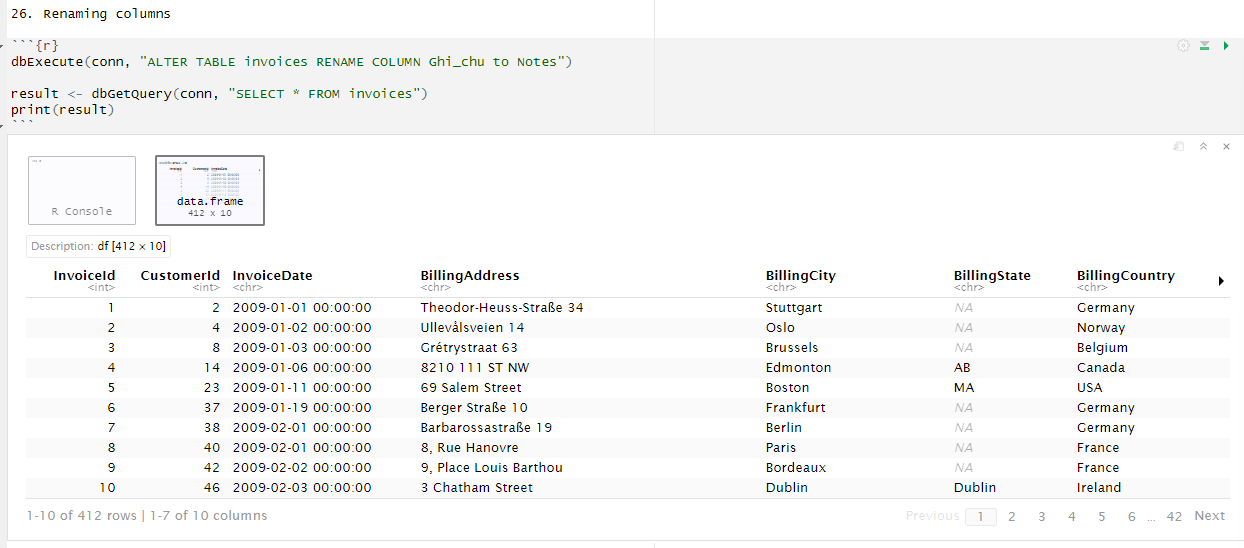 26. Renaming columns
```{r}
dbExecute(conn, "ALTER TABLE invoices RENAME COLUMN Ghi_chu to Notes")
result <- dbGetQuery(conn, "SELECT * FROM invoices")
print(result)
```
R Console
data.frame
412 x 10
Description: df [412 × 10]
InvoiceId CustomerId InvoiceDate BillingAddress BillingCity BillingState BillingCountry
<int> <int> <chr> <chr> <chr> <chr> <chr>
1 2 2009-01-01 00:00:00 Theodor-Heuss-Straße 34 Stuttgart NA Germany
2 4 2009-01-02 00:00:00 Ullevålsveien 14 Oslo NA Norway
3 8 2009-01-03 00:00:00 Grétrystraat 63 Brussels NA Belgium
4 14 2009-01-06 00:00:00 8210 111 ST NW Edmonton AB Canada
5 23 2009-01-11 00:00:00 69 Salem Street Boston MA USA
6 37 2009-01-19 00:00:00 Berger Straße 10 Frankfurt NA Germany
7 38 2009-02-01 00:00:00 Barbarossastraße 19 Berlin NA Germany
8 40 2009-02-01 00:00:00 8, Rue Hanovre Paris NA France
9 42 2009-02-02 00:00:00 9, Place Louis Barthou Bordeaux NA France
10 46 2009-02-03 00:00:00 3 Chatham Street Dublin Dublin Ireland
1-10 of 412 rows | 1-7 of 10 columns Previous 1 2 3 4 5 6 ... 42 Next